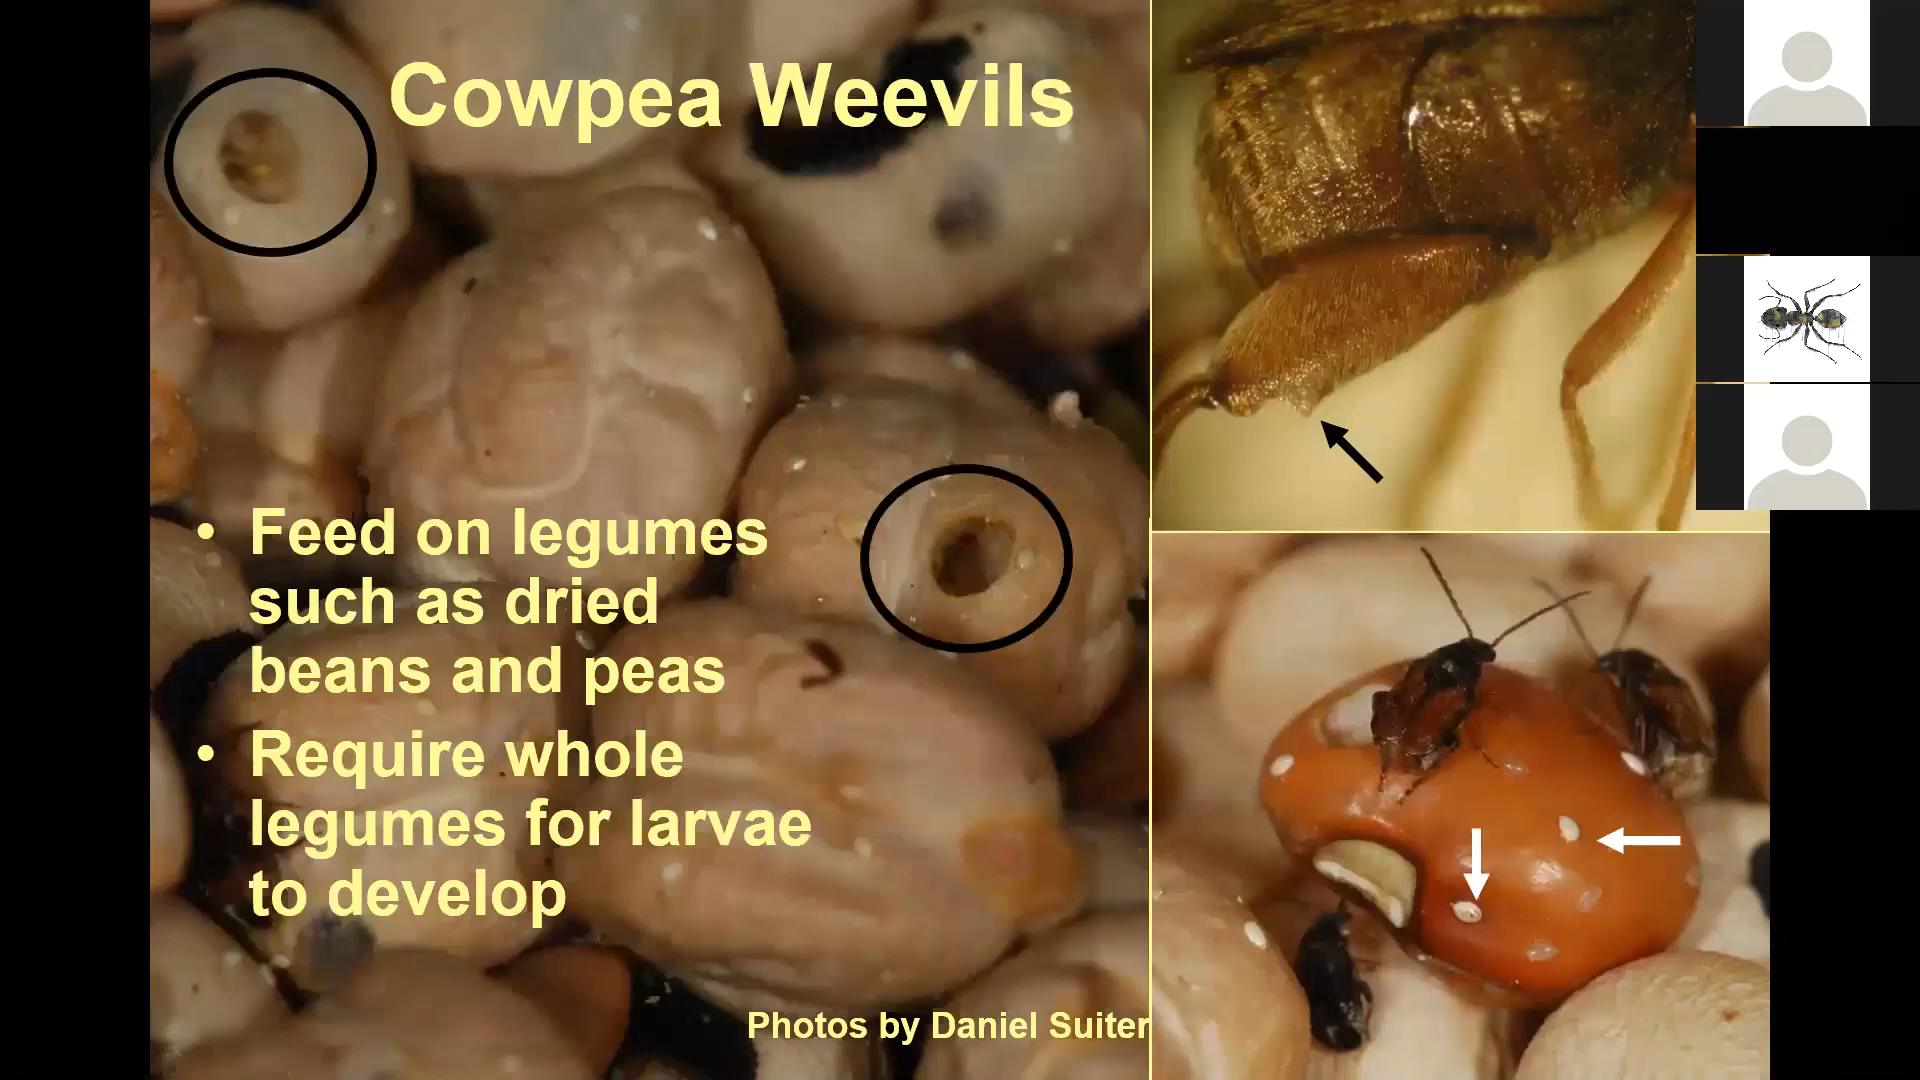 Cowpea Weevils
• Feed on legumes
such as dried
beans and peas
• Require whole
legumes for larvae
to develop
Photos by Daniel Suiter